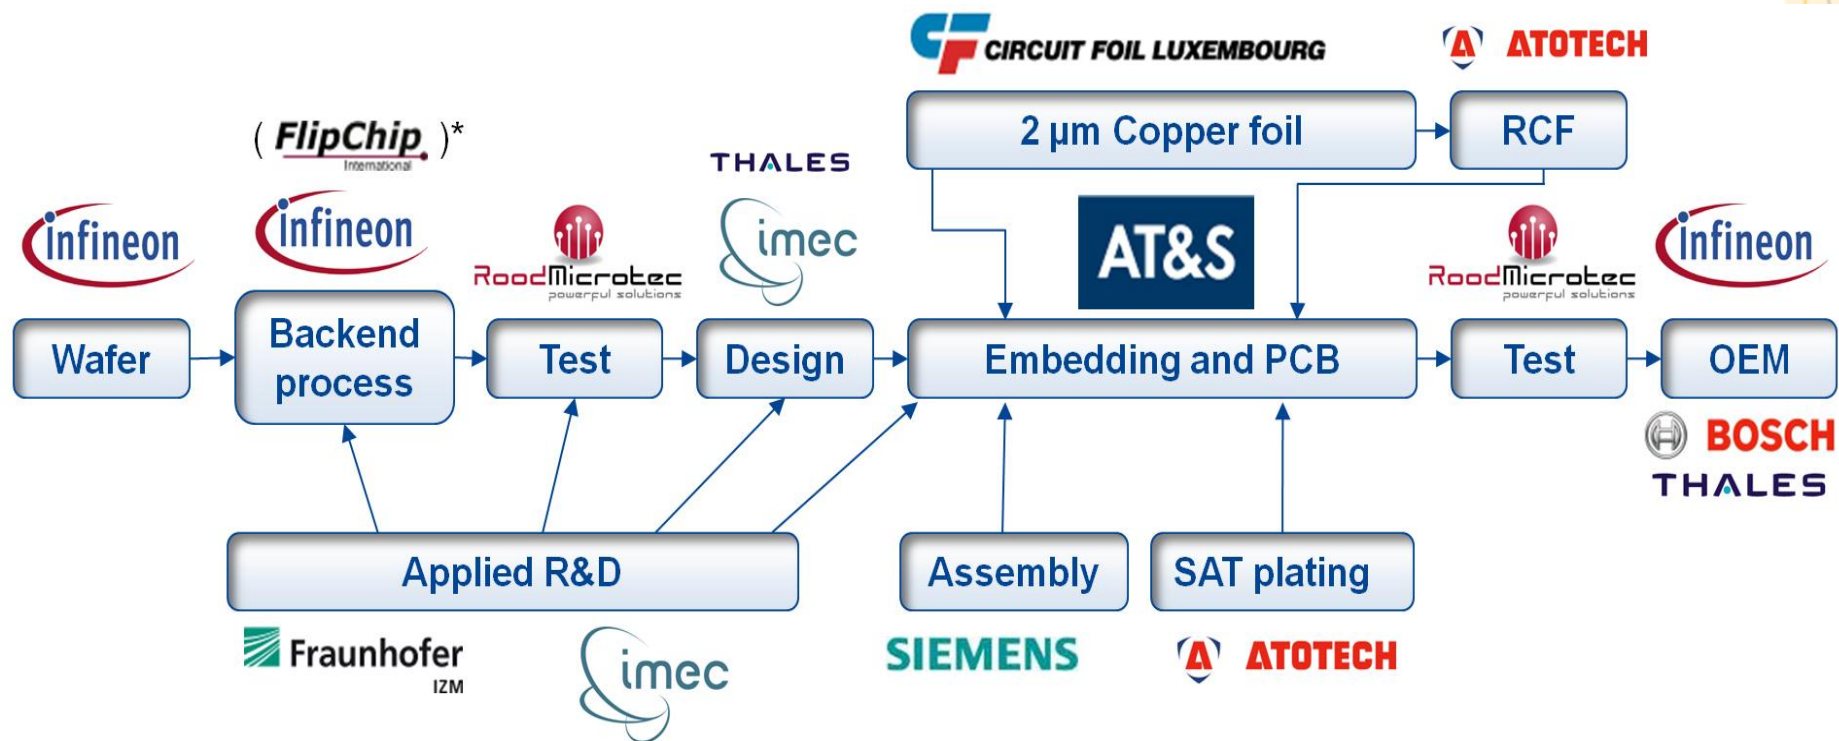 CIRCUIT FOIL LUXEMBOURG
ATOTECH
2 µm Copper foil
RCF
( FlipChip )*
International
THALES
infineon
infineon
RoodMicrotec
powerful solutions
imec
AT&S
RoodMicrotec
powerful solutions
infineon
Wafer
Backend
process
Test
Design
Embedding and PCB
Test
OEM
BOSCH
THALES
Applied R&D
Assembly
SAT plating
Fraunhofer
IZM
imec
SIEMENS
ATOTECH